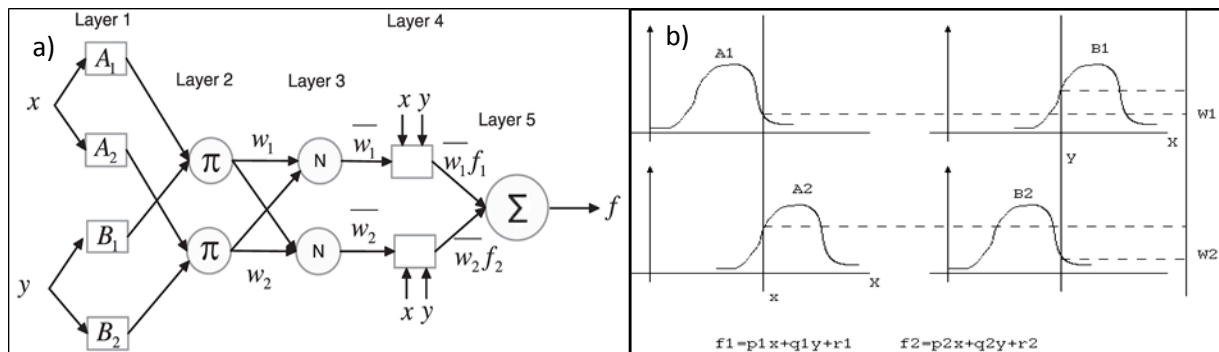 a)
Layer 1
Layer 2
Layer 3
Layer 4
Layer 5
x
y
A₁
A₂
B₁
B₂
π
π
w₁
w₂
N
N
w̅₁
w̅₂
x y
x y
w̅₁f₁
w̅₂f₂
Σ
f
b)
A1
B1
W1
X
Y
A2
B2
W2
X
x
f1=p1x+q1y+r1
f2=p2x+q2y+r2